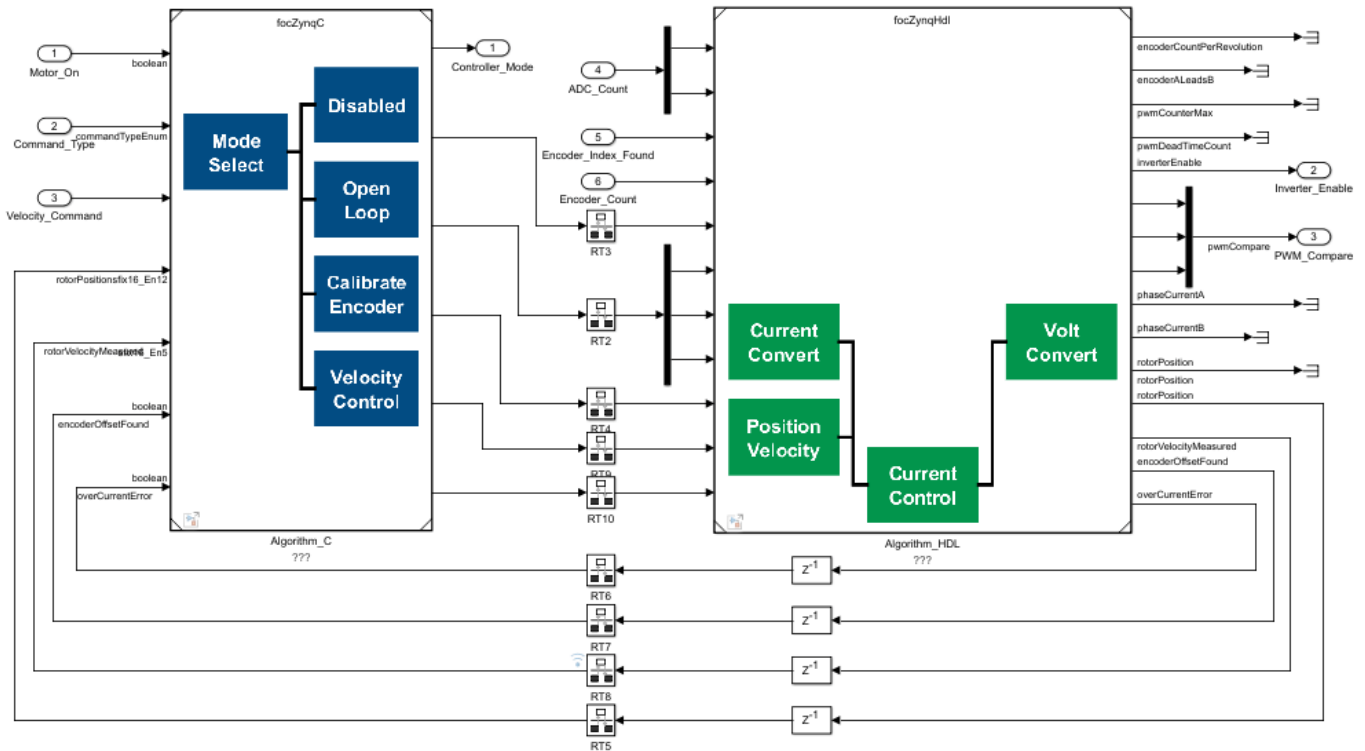 focZynqC
focZynqHdl
1
Motor_On
boolean
1
Controller_Mode
2
Command_Type
commandTypeEnum
3
Velocity_Command
rotorPositionsfix16_En12
rotorVelocityMeasured
boolean
encoderOffsetFound
boolean
overCurrentError
Mode
Select
Disabled
Open
Loop
Calibrate
Encoder
Velocity
Control
Algorithm_C
???
4
ADC_Count
5
Encoder_Index_Found
6
Encoder_Count
RT3
RT2
RT4
RT9
RT10
Current
Convert
Position
Velocity
Current
Control
Volt
Convert
Algorithm_HDL
???
encoderCountPerRevolution
encoderALeadsB
pwmCounterMax
pwmDeadTimeCount
inverterEnable
2
Inverter_Enable
pwmCompare
3
PWM_Compare
phaseCurrentA
phaseCurrentB
rotorPosition
rotorPosition
rotorPosition
rotorVelocityMeasured
encoderOffsetFound
overCurrentError
RT6
z-1
RT7
z-1
RT8
z-1
RT5
z-1